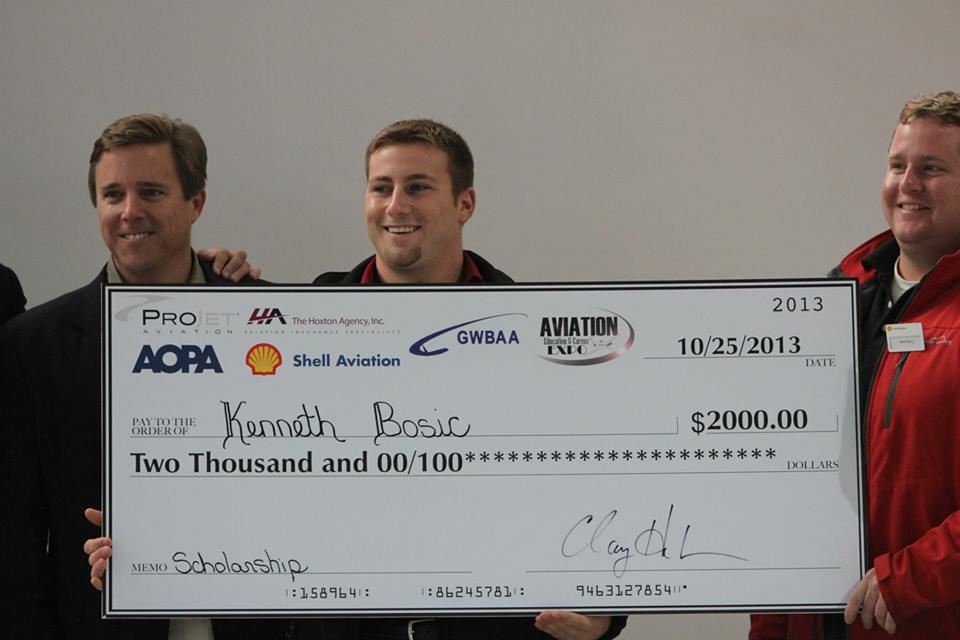 2013
PROJET
AVIATION
HA The Hoxton Agency, Inc.
AVIATION INSURANCE SPECIALISTS
GWBAA
AVIATION
Education & Career
EXPO
AOPA
Shell Aviation
10/25/2013
DATE
PAY TO THE
ORDER OF Kenneth Bosic $2000.00
Two Thousand and 00/100********************** DOLLARS
MEMO Scholarship
⑆158964⑆ ⑆86245781⑆ 9463127854⑈